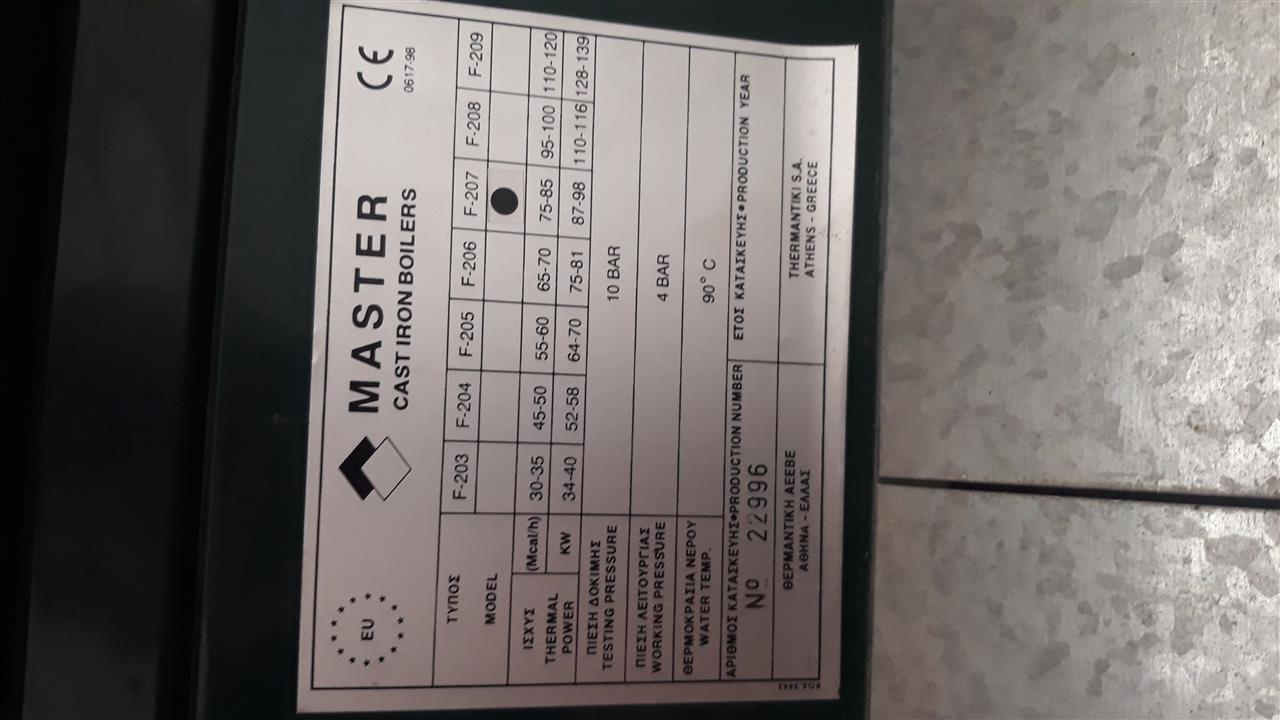 EU
MASTER
CAST IRON BOILERS
CE
0617-98
ΤΥΠΟΣ
MODEL
F-203 F-204 F-205 F-206 F-207 F-208 F-209
ΙΣΧΥΣ
THERMAL
POWER
(Mcal/h) 30-35 45-50 55-60 65-70 75-85 95-100 110-120
KW 34-40 52-58 64-70 75-81 87-98 110-116 128-139
ΠΙΕΣΗ ΔΟΚΙΜΗΣ
TESTING PRESSURE
10 BAR
ΠΙΕΣΗ ΛΕΙΤΟΥΡΓΙΑΣ
WORKING PRESSURE
4 BAR
ΘΕΡΜΟΚΡΑΣΙΑ ΝΕΡΟΥ
WATER TEMP.
90° C
ΑΡΙΘΜΟΣ ΚΑΤΑΣΚΕΥΗΣ•PRODUCTION NUMBER
Nº 22996
ΕΤΟΣ ΚΑΤΑΣΚΕΥΗΣ•PRODUCTION YEAR
ΘΕΡΜΑΝΤΙΚΗ ΑΕΕΒΕ
ΑΘΗΝΑ - ΕΛΛΑΣ
THERMANTIKI S.A.
ATHENS - GREECE